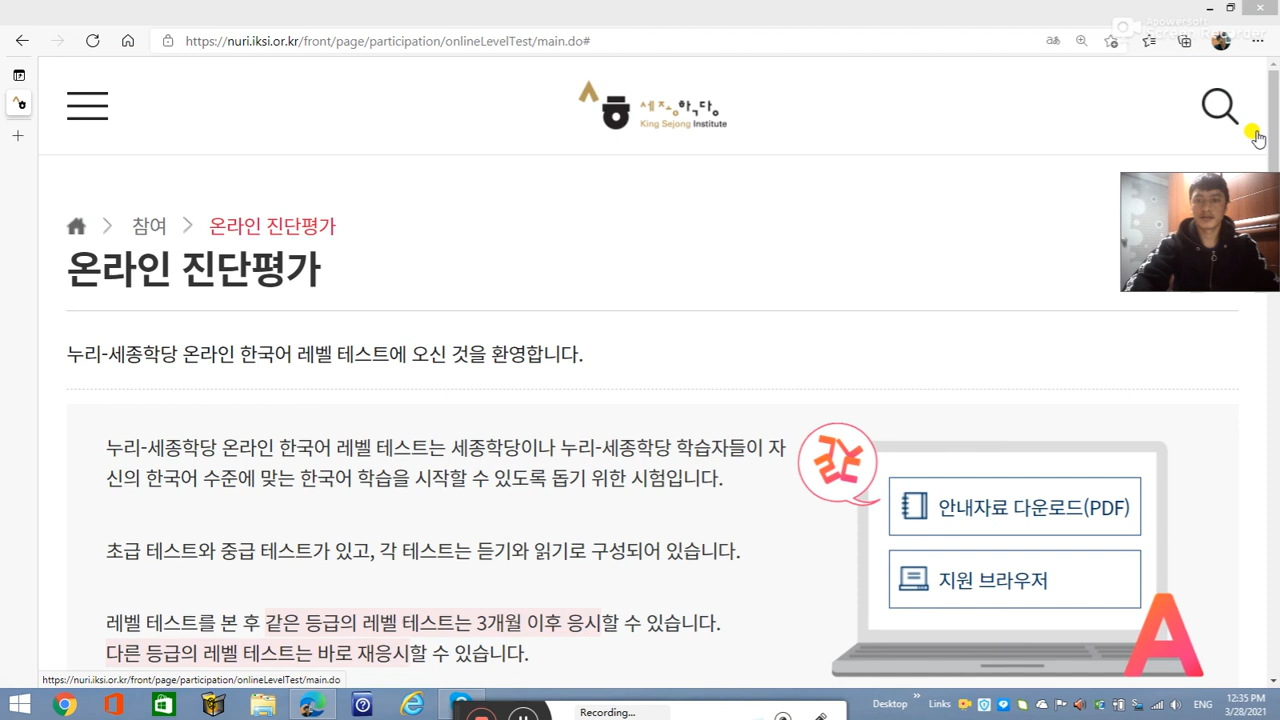 Apowersoft
Screen Recorder
https://nuri.iksi.or.kr/front/page/participation/onlineLevelTest/main.do#
세종학당
King Sejong Institute
참여
온라인 진단평가
온라인 진단평가
누리-세종학당 온라인 한국어 레벨 테스트에 오신 것을 환영합니다.
누리-세종학당 온라인 한국어 레벨 테스트는 세종학당이나 누리-세종학당 학습자들이 자
신의 한국어 수준에 맞는 한국어 학습을 시작할 수 있도록 돕기 위한 시험입니다.
초급 테스트와 중급 테스트가 있고, 각 테스트는 듣기와 읽기로 구성되어 있습니다.
레벨 테스트를 본 후 같은 등급의 레벨 테스트는 3개월 이후 응시할 수 있습니다.
다른 등급의 레벨 테스트는 바로 재응시할 수 있습니다.
안내자료 다운로드(PDF)
지원 브라우저
A
https://nuri.iksi.or.kr/front/page/participation/onlineLevelTest/main.do
Recording...
Desktop
Links
ENG
12:35 PM
3/28/2021